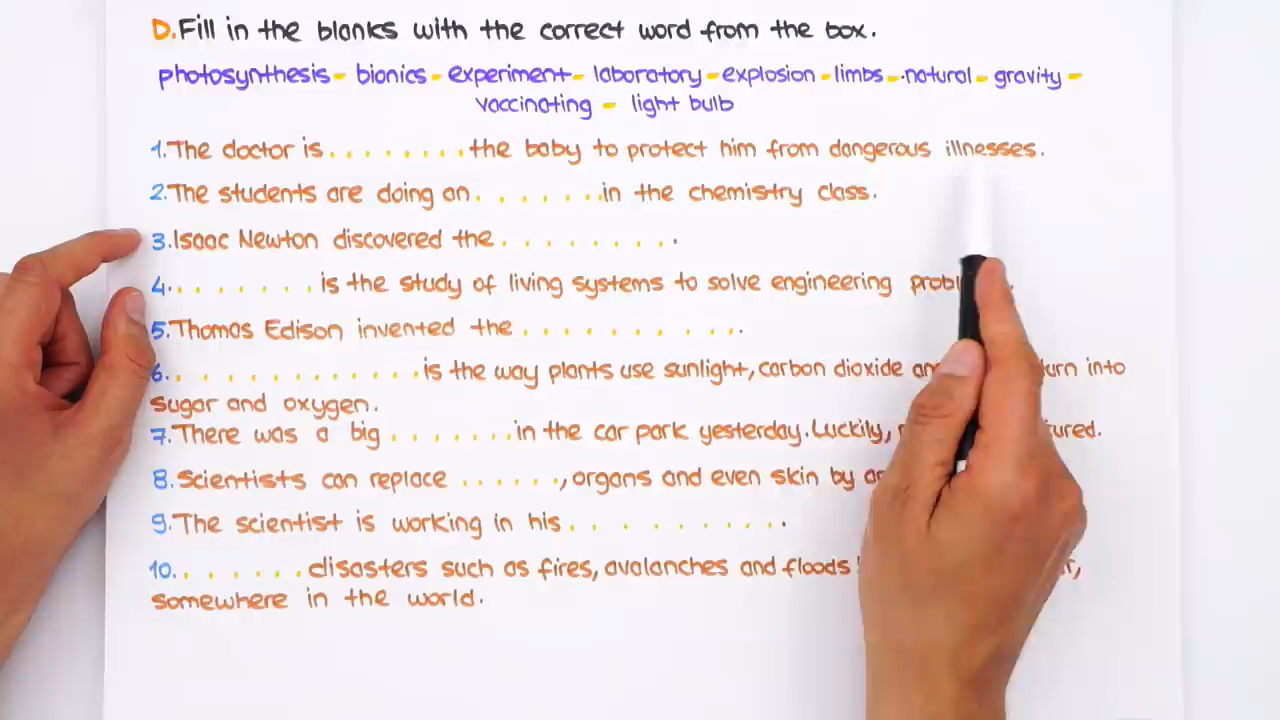 D.Fill in the blanks with the correct word from the box.
photosynthesis - bionics - experiment - laboratory - explosion - limbs - natural - gravity -
vaccinating - light bulb
1.The doctor is ........ the baby to protect him from dangerous illnesses.
2.The students are doing an ....... in the chemistry class.
3.Isaac Newton discovered the ..........
4........ is the study of living systems to solve engineering
5.Thomas Edison invented the ...........
6............. is the way plants use sunlight, carbon dioxide turn into
sugar and oxygen.
7.There was a big ....... in the car park yesterday. Luckily,
8.Scientists can replace ......, organs and even skin by
9.The scientist is working in his ...........
10....... disasters such as fires, avalanches and floods
somewhere in the world.